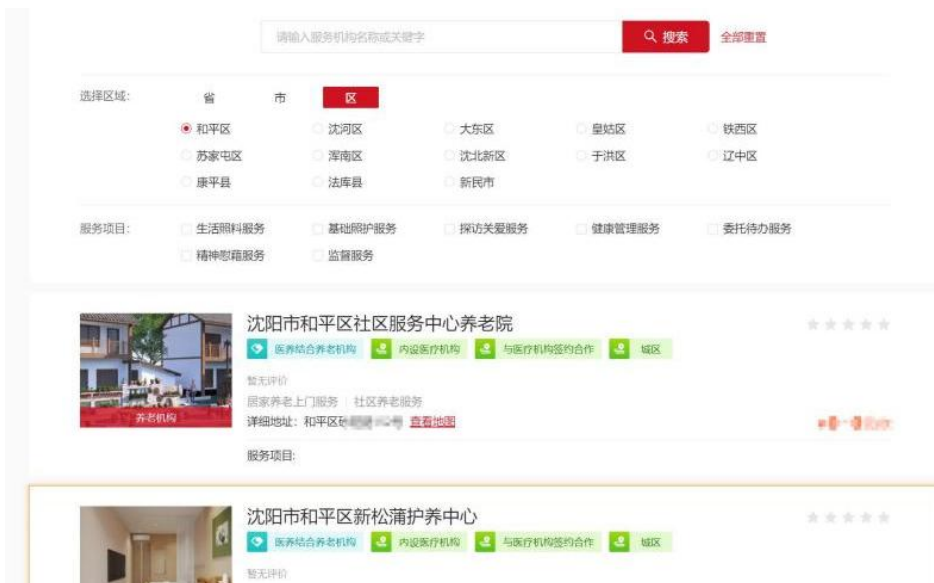 请输入服务机构名称或关键字 搜索 全部重置
选择区域: 省 市 区
和平区 沈河区 大东区 皇姑区 铁西区
苏家屯区 浑南区 沈北新区 于洪区 辽中区
康平县 法库县 新民市
服务项目: 生活照料服务 基础照护服务 探访关爱服务 健康管理服务 委托待办服务
精神慰藉服务 监督服务
沈阳市和平区社区服务中心养老院
医养结合养老机构 内设医疗机构 与医疗机构签约合作 城区
暂无评价
居家养老上门服务 社区养老服务
养老机构
详细地址: 和平区 查看地图
服务项目:
沈阳市和平区新松蒲护养中心
医养结合养老机构 内设医疗机构 与医疗机构签约合作 城区
暂无评价